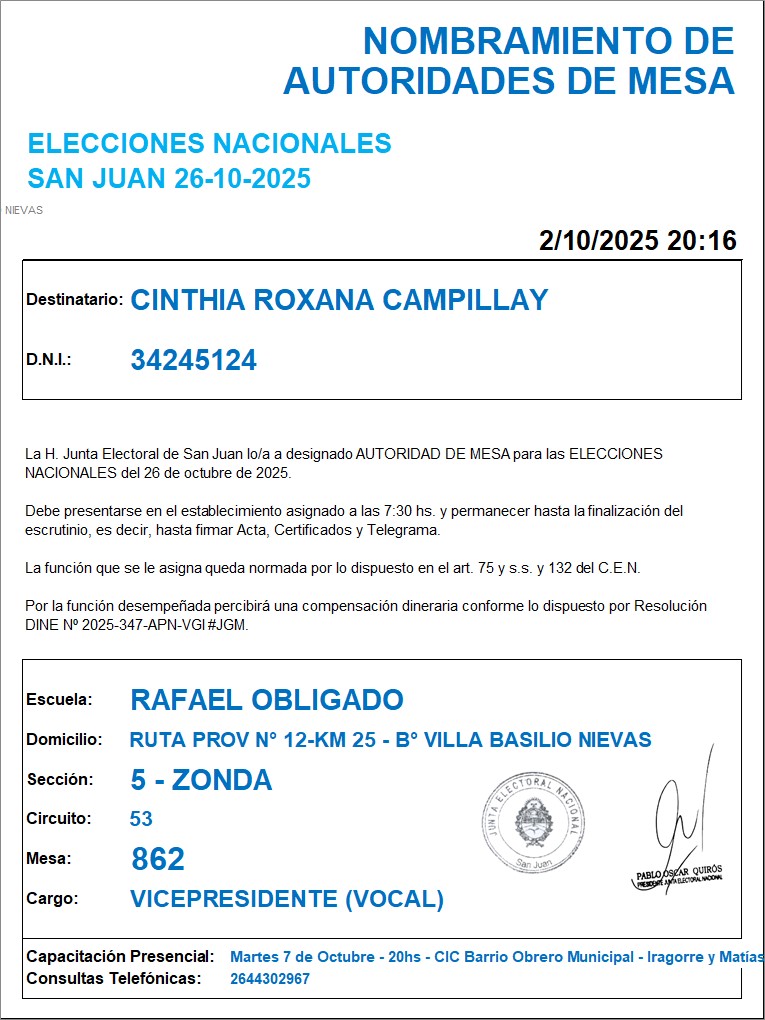 NOMBRAMIENTO DE
AUTORIDADES DE MESA
ELECCIONES NACIONALES
SAN JUAN 26-10-2025
NIEVAS
2/10/2025 20:16
Destinatario: CINTHIA ROXANA CAMPILLAY
D.N.I.: 34245124
La H. Junta Electoral de San Juan lo/a a designado AUTORIDAD DE MESA para las ELECCIONES
NACIONALES del 26 de octubre de 2025.
Debe presentarse en el establecimiento asignado a las 7:30 hs. y permanecer hasta la finalización del
escrutinio, es decir, hasta firmar Acta, Certificados y Telegrama.
La función que se le asigna queda normada por lo dispuesto en el art. 75 y s.s. y 132 del C.E.N.
Por la función desempeñada percibirá una compensación dineraria conforme lo dispuesto por Resolución
DINE Nº 2025-347-APN-VGI #JGM.
Escuela: RAFAEL OBLIGADO
Domicilio: RUTA PROV N° 12-KM 25 - B° VILLA BASILIO NIEVAS
Sección: 5 - ZONDA
Circuito: 53
Mesa: 862
Cargo: VICEPRESIDENTE (VOCAL)
JUNTA ELECTORAL NACIONAL
San Juan
PABLO OSCAR QUIRÓS
PRESIDENTE JUNTA ELECTORAL NACIONAL
Capacitación Presencial: Martes 7 de Octubre - 20hs - CIC Barrio Obrero Municipal - Iragorre y Matías
Consultas Telefónicas: 2644302967